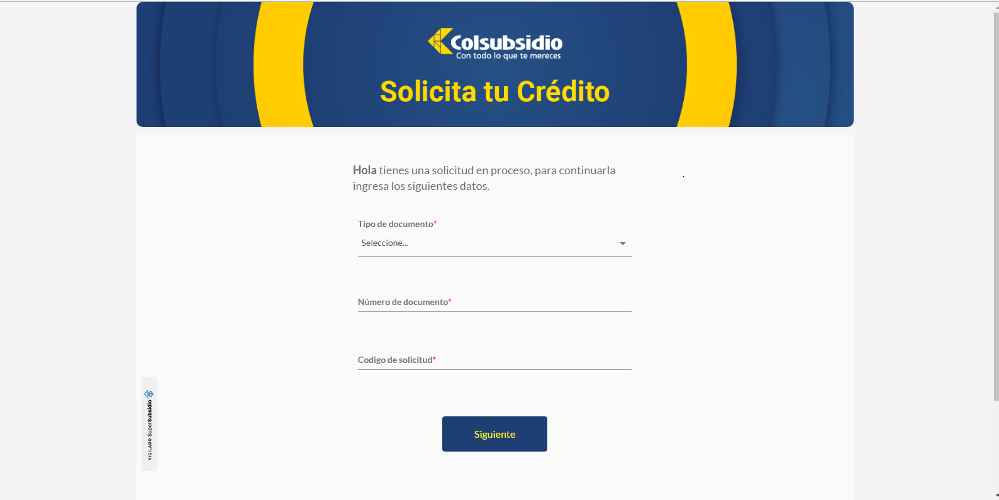 Colsubsidio
Con todo lo que te mereces
Solicita tu Crédito
Hola tienes una solicitud en proceso, para continuarla
ingresa los siguientes datos.
Tipo de documento*
Seleccione...
Número de documento*
Codigo de solicitud*
VIGILADO SuperSubsidio
Siguiente